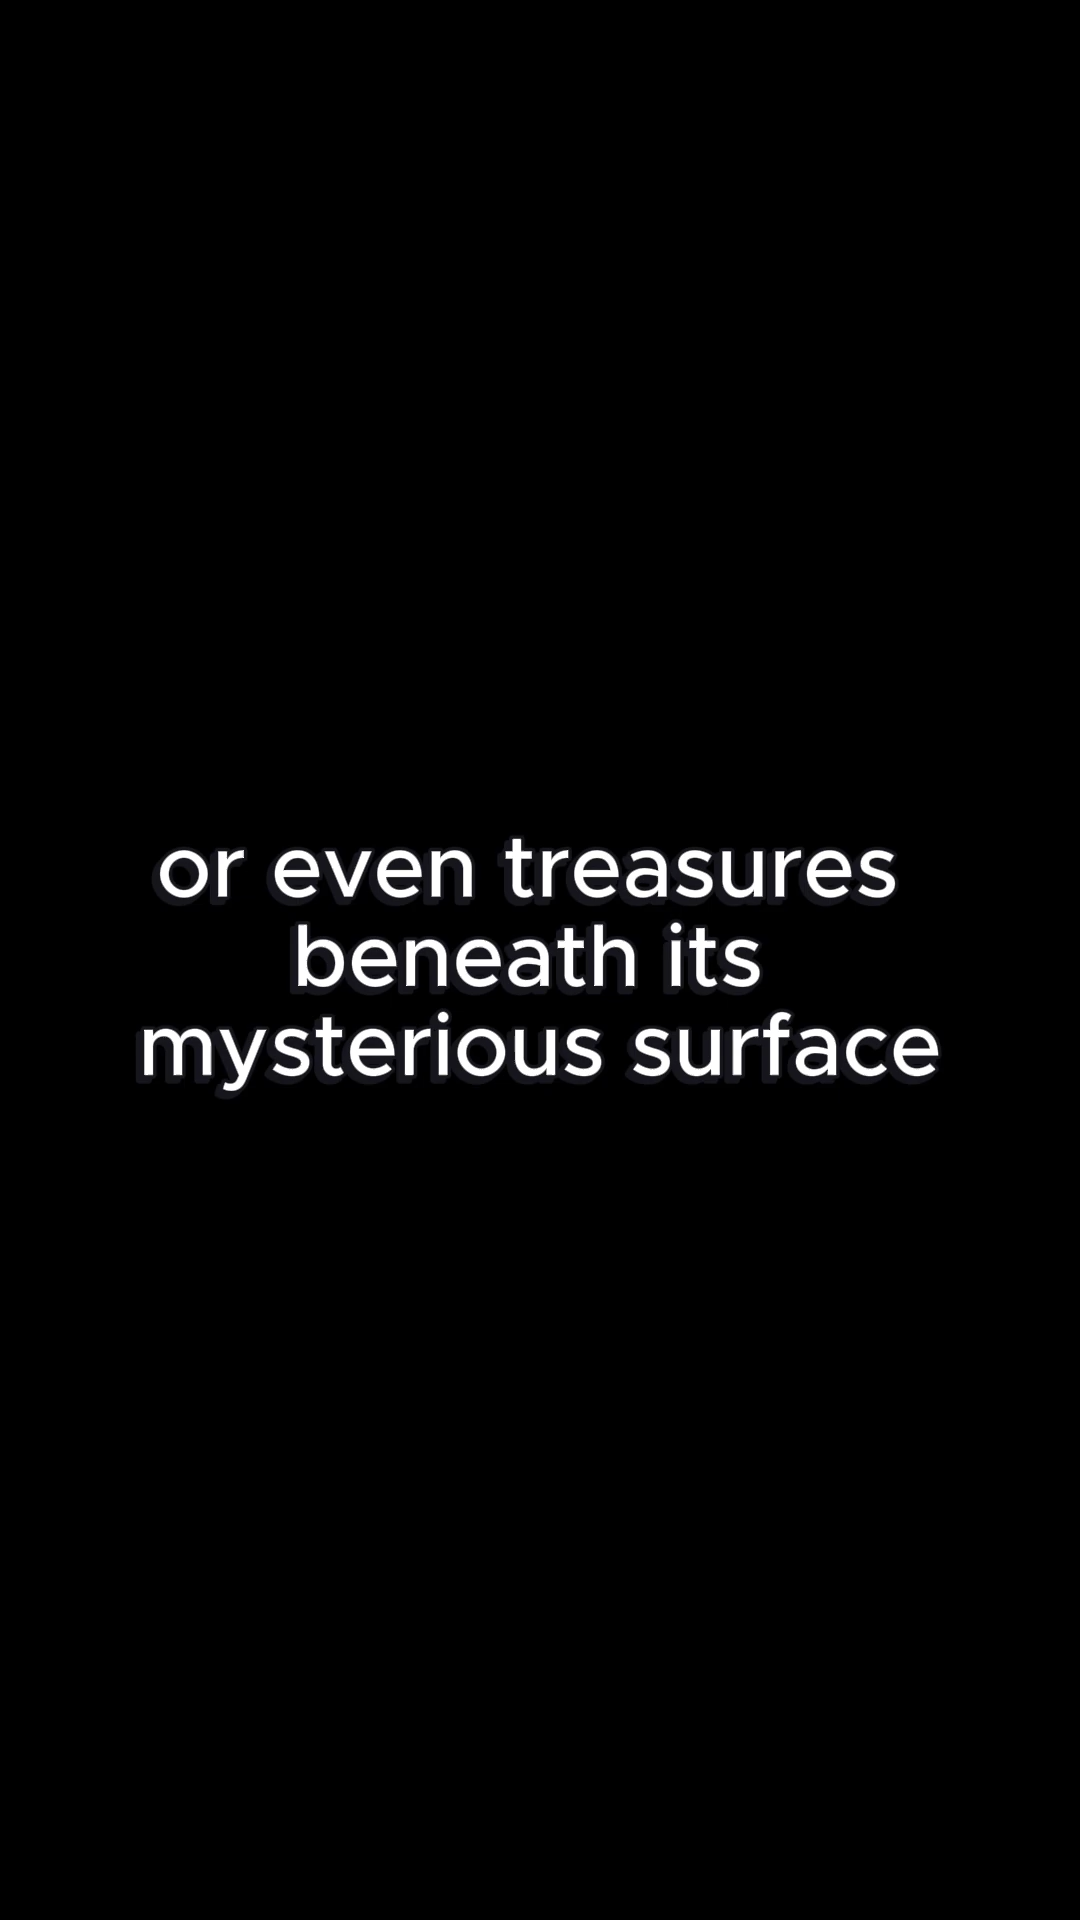 or even treasures
beneath its
mysterious surface